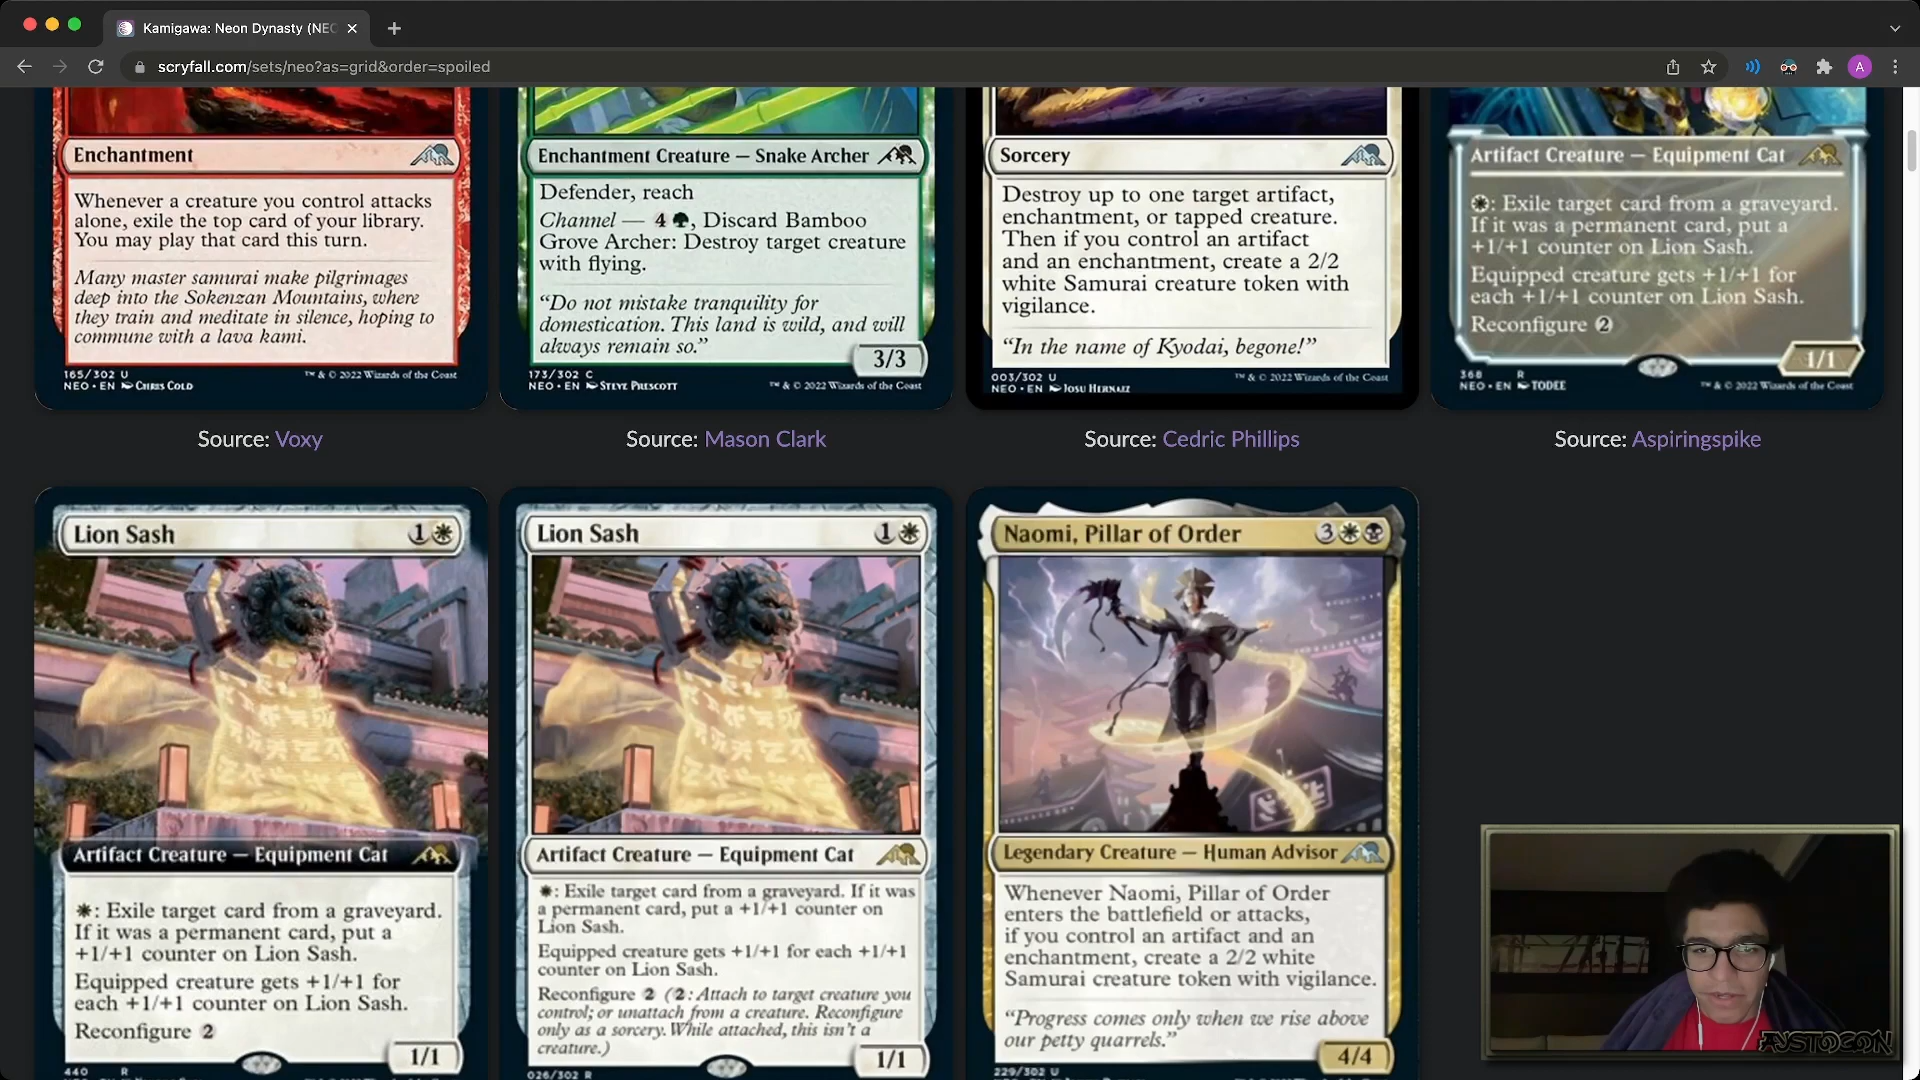 Kamigawa: Neon Dynasty (NEO
scryfall.com/sets/neo?as=grid&order=spoiled
A
Enchantment
Whenever a creature you control attacks
alone, exile the top card of your library.
You may play that card this turn.
Many master samurai make pilgrimages
deep into the Sokenzan Mountains, where
they train and meditate in silence, hoping to
commune with a lava kami.
165/302 U
NEO • EN Chris Cold
™ & © 2022 Wizards of the Coast
Source: Voxy
Enchantment Creature — Snake Archer
Defender, reach
Channel — 4, Discard Bamboo
Grove Archer: Destroy target creature
with flying.
“Do not mistake tranquility for
domestication. This land is wild, and will
always remain so.”
3/3
173/302 C
NEO • EN Steve Prescott
™ & © 2022 Wizards of the Coast
Source: Mason Clark
Sorcery
Destroy up to one target artifact,
enchantment, or tapped creature.
Then if you control an artifact
and an enchantment, create a 2/2
white Samurai creature token with
vigilance.
“In the name of Kyodai, begone!”
003/302 U
NEO • EN Josu Hernaiz
™ & © 2022 Wizards of the Coast
Source: Cedric Phillips
Artifact Creature — Equipment Cat
: Exile target card from a graveyard.
If it was a permanent card, put a
+1/+1 counter on Lion Sash.
Equipped creature gets +1/+1 for
each +1/+1 counter on Lion Sash.
Reconfigure 2
1/1
368 R
NEO • EN Todee
™ & © 2022 Wizards of the Coast
Source: Aspiringspike
Lion Sash 1
Artifact Creature — Equipment Cat
: Exile target card from a graveyard.
If it was a permanent card, put a
+1/+1 counter on Lion Sash.
Equipped creature gets +1/+1 for
each +1/+1 counter on Lion Sash.
Reconfigure 2
1/1
440 R
Lion Sash 1
Artifact Creature — Equipment Cat
: Exile target card from a graveyard. If it was
a permanent card, put a +1/+1 counter on
Lion Sash.
Equipped creature gets +1/+1 for each +1/+1
counter on Lion Sash.
Reconfigure 2 (2: Attach to target creature you
control; or unattach from a creature. Reconfigure
only as a sorcery. While attached, this isn't a
creature.)
1/1
026/302 R
Naomi, Pillar of Order 3
Legendary Creature — Human Advisor
Whenever Naomi, Pillar of Order
enters the battlefield or attacks,
if you control an artifact and an
enchantment, create a 2/2 white
Samurai creature token with vigilance.
“Progress comes only when we rise above
our petty quarrels.”
4/4
229/302 U